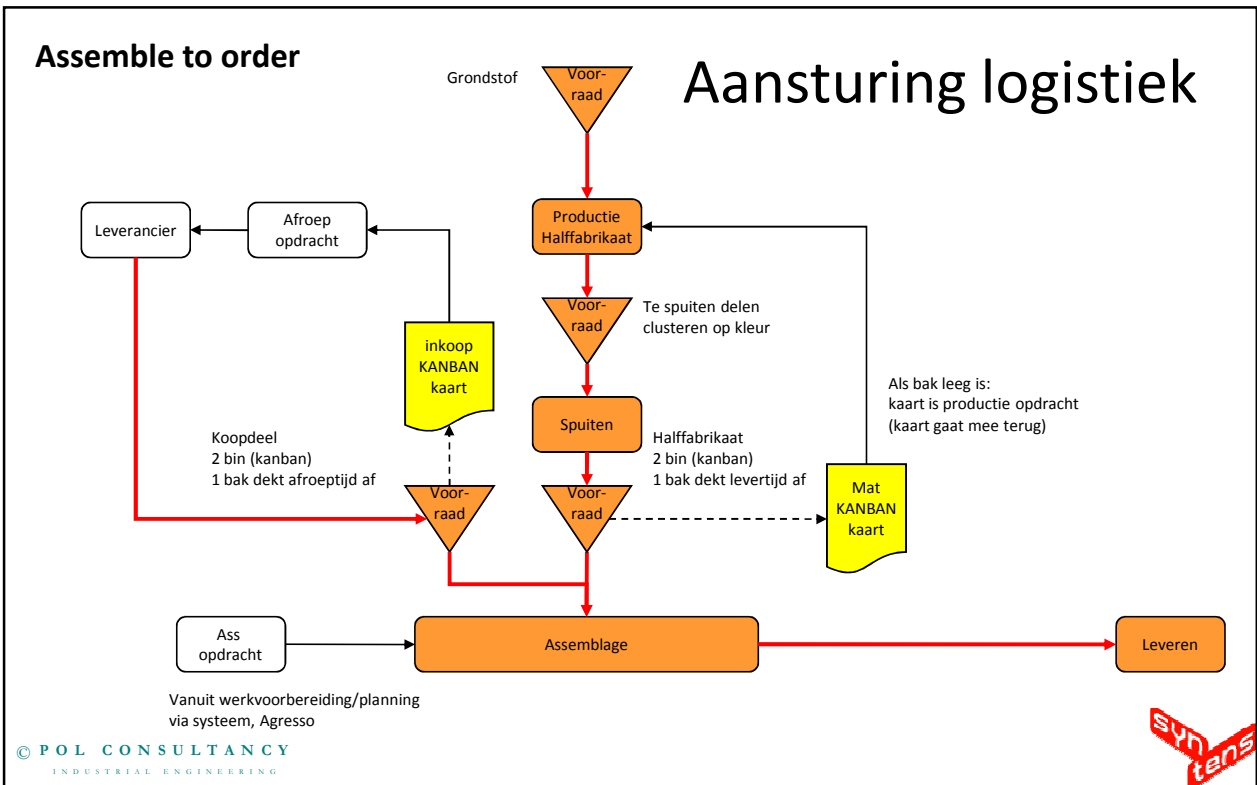 Assemble to order
Aansturing logistiek
Grondstof
Voor-
raad
Leverancier
Afroep
opdracht
Productie
Halffabrikaat
Voor-
raad
Te spuiten delen
clusteren op kleur
inkoop
KANBAN
kaart
Als bak leeg is:
kaart is productie opdracht
(kaart gaat mee terug)
Spuiten
Koopdeel
2 bin (kanban)
1 bak dekt afroeptijd af
Halffabrikaat
2 bin (kanban)
1 bak dekt levertijd af
Voor-
raad
Voor-
raad
Mat
KANBAN
kaart
Ass
opdracht
Assemblage
Leveren
Vanuit werkvoorbereiding/planning
via systeem, Agresso
© POL CONSULTANCY
INDUSTRIAL ENGINEERING
syn
tens